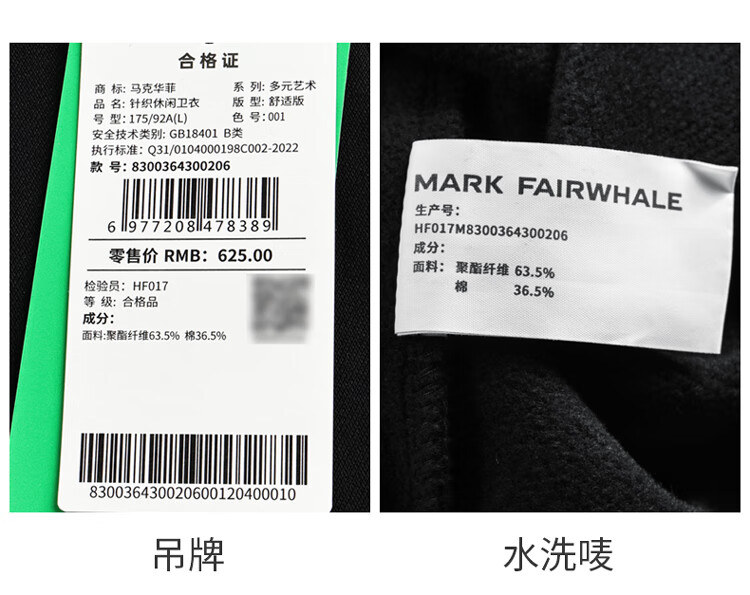 合格证
商 标: 马克华菲 系 列: 多元艺术
品 名: 针织休闲卫衣 版 型: 舒适版
号 型: 175/92A(L) 色 号: 001
安全技术类别: GB18401 B类
执行标准: Q31/0104000198C002-2022
款 号: 8300364300206
6 977208 478389
零售价 RMB: 625.00
检验员: HF017
等 级: 合格品
成分:
面料:聚酯纤维63.5% 棉36.5%
830036430020600120400010
MARK FAIRWHALE
生产号:
HF017M8300364300206
成分:
面料: 聚酯纤维 63.5%
棉 36.5%
吊牌
水洗唛